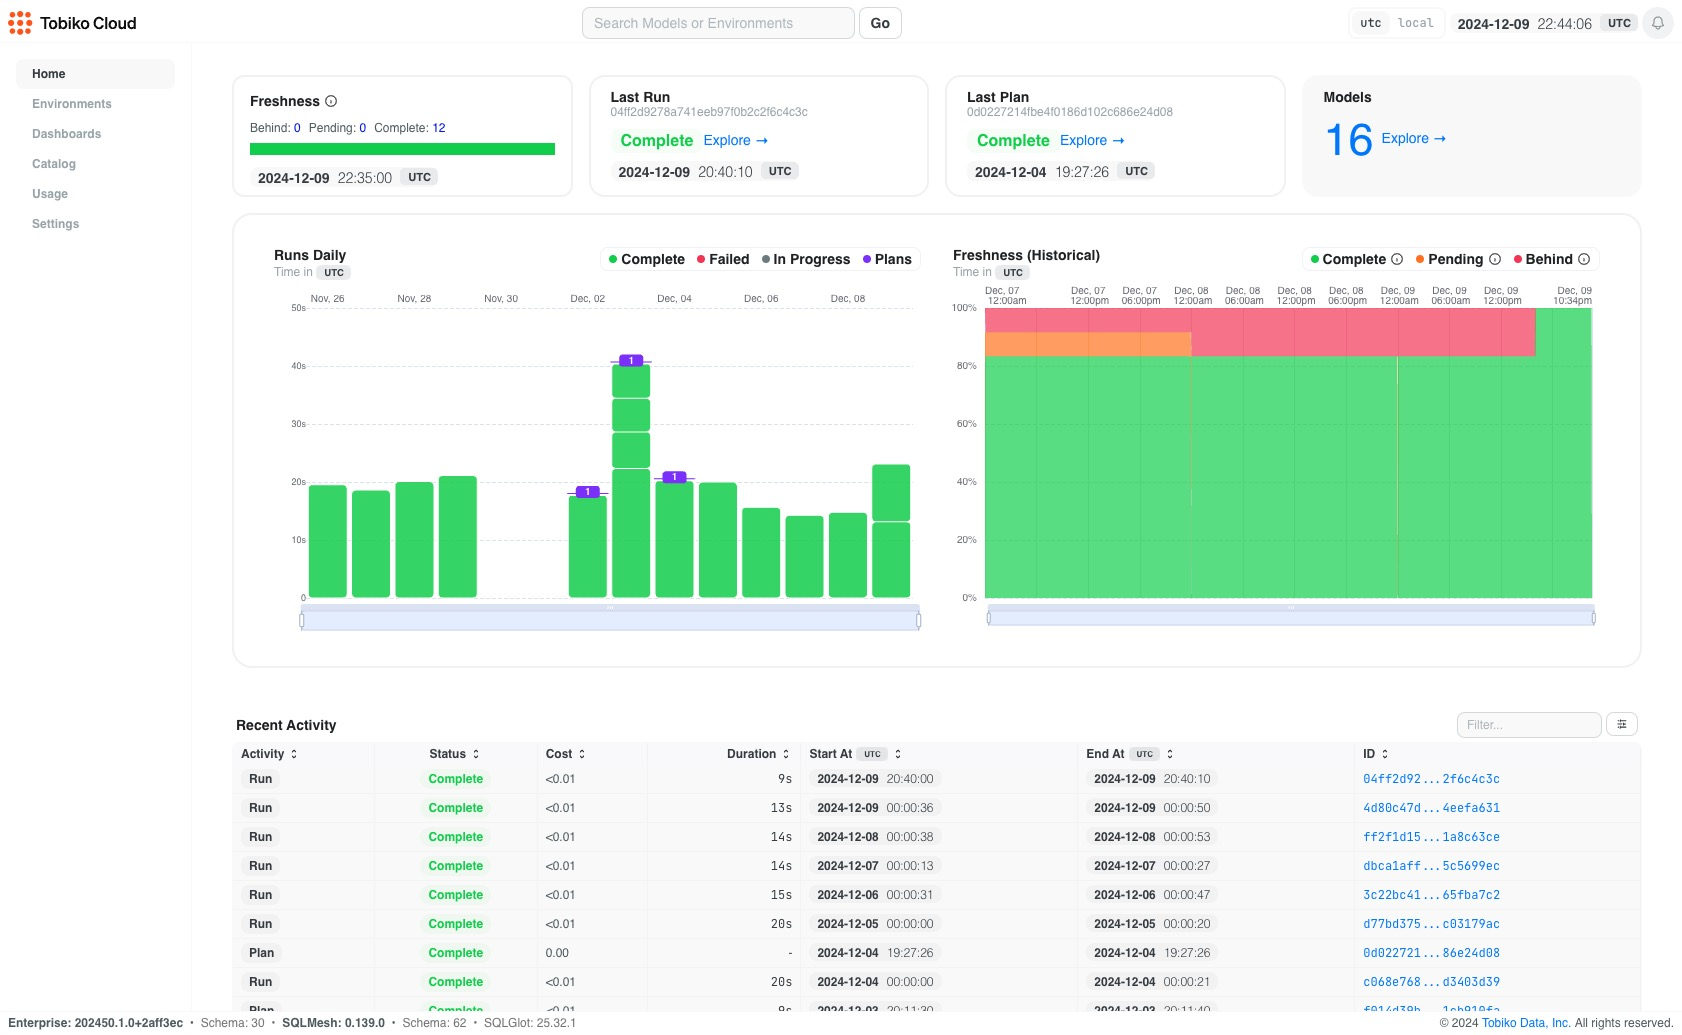 Tobiko Cloud
Search Models or Environments
Go
utc local
2024-12-09 22:44:06 UTC
Home
Environments
Dashboards
Catalog
Usage
Settings
Freshness
Behind: 0 Pending: 0 Complete: 12
2024-12-09 22:35:00 UTC
Last Run
04ff2d9278a741eeb97f0b2c2f6c4c3c
Complete Explore →
2024-12-09 20:40:10 UTC
Last Plan
0d0227214fbe4f0186d102c686e24d08
Complete Explore →
2024-12-04 19:27:26 UTC
Models
16 Explore →
Runs Daily
Time in UTC
Complete Failed In Progress Plans
Nov, 26 Nov, 28 Nov, 30 Dec, 02 Dec, 04 Dec, 06 Dec, 08
50s
40s
30s
20s
10s
0
1
1
1
Freshness (Historical)
Time in UTC
Complete Pending Behind
Dec, 07 Dec, 07 Dec, 07 Dec, 08 Dec, 08 Dec, 08 Dec, 08 Dec, 09 Dec, 09 Dec, 09 Dec, 09
12:00am 12:00pm 06:00pm 12:00am 06:00am 12:00pm 06:00pm 12:00am 06:00am 12:00pm 10:34pm
100%
80%
60%
40%
20%
0%
Recent Activity
Filter...
Activity Status Cost Duration Start At UTC End At UTC ID
Run Complete <0.01 9s 2024-12-09 20:40:00 2024-12-09 20:40:10 04ff2d92...2f6c4c3c
Run Complete <0.01 13s 2024-12-09 00:00:36 2024-12-09 00:00:50 4d80c47d...4eefa631
Run Complete <0.01 14s 2024-12-08 00:00:38 2024-12-08 00:00:53 ff2f1d15...1a8c63ce
Run Complete <0.01 14s 2024-12-07 00:00:13 2024-12-07 00:00:27 dbca1aff...5c5699ec
Run Complete <0.01 15s 2024-12-06 00:00:31 2024-12-06 00:00:47 3c22bc41...65fba7c2
Run Complete <0.01 20s 2024-12-05 00:00:00 2024-12-05 00:00:20 d77bd375...c03179ac
Plan Complete 0.00 - 2024-12-04 19:27:26 2024-12-04 19:27:26 0d022721...86e24d08
Run Complete <0.01 20s 2024-12-04 00:00:00 2024-12-04 00:00:21 c068e768...d3403d39
Plan Complete <0.01 9s 2024-12-03 20:11:30 2024-12-03 20:11:40
Enterprise: 202450.1.0+2aff3ec • Schema: 30 • SQLMesh: 0.139.0 • Schema: 62 • SQLGlot: 25.32.1
© 2024 Tobiko Data, Inc. All rights reserved.